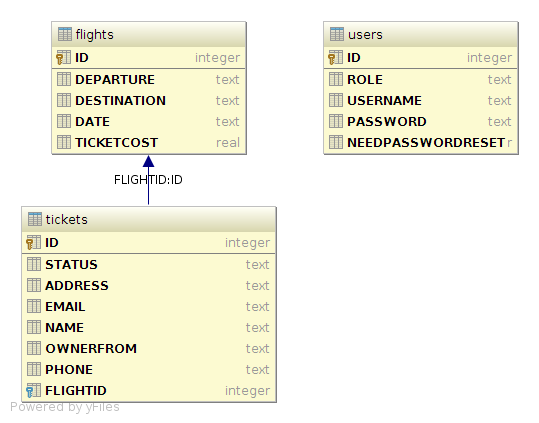 flights
ID integer
DEPARTURE text
DESTINATION text
DATE text
TICKETCOST real
users
ID integer
ROLE text
USERNAME text
PASSWORD text
NEEDPASSWORDRESET r
FLIGHTID:ID
tickets
ID integer
STATUS text
ADDRESS text
EMAIL text
NAME text
OWNERFROM text
PHONE text
FLIGHTID integer
Powered by yFiles